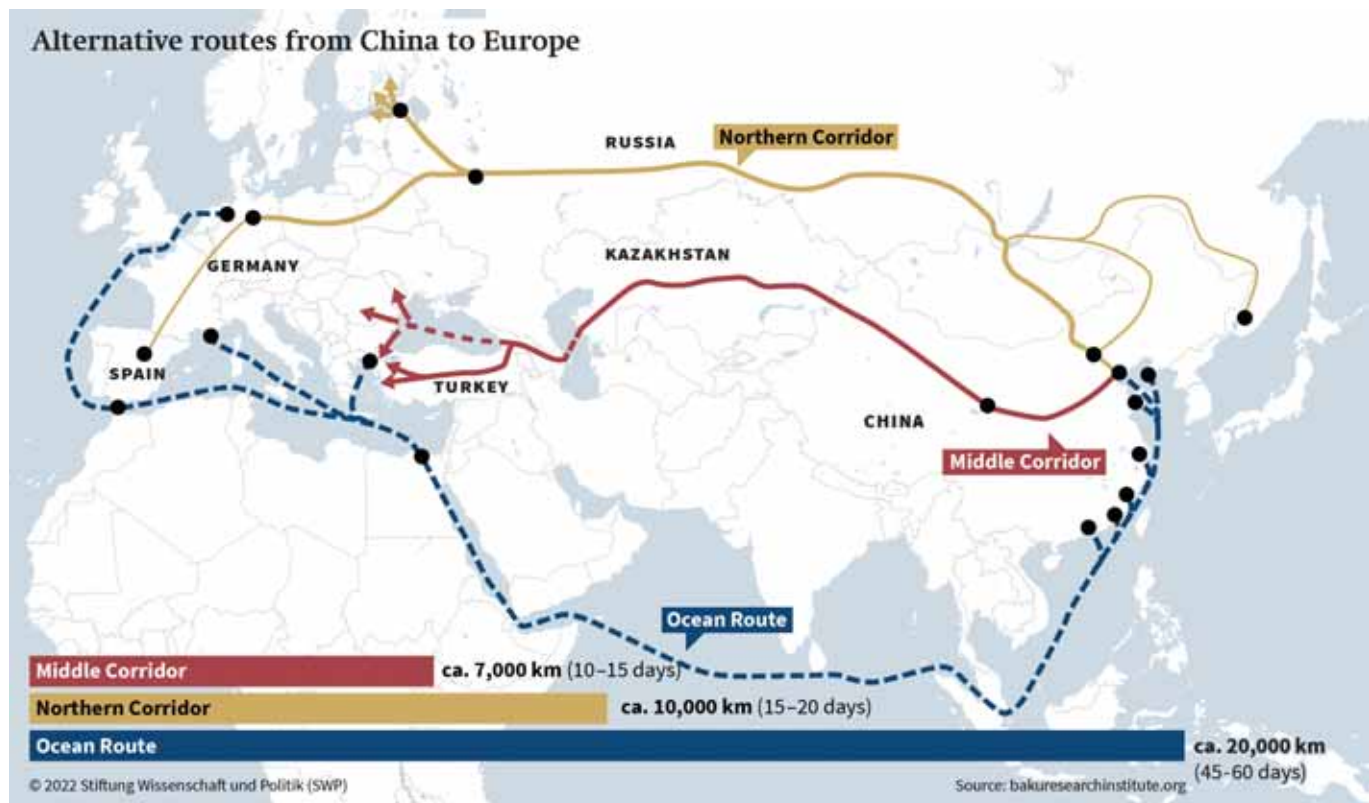 Alternative routes from China to Europe
RUSSIA
Northern Corridor
KAZAKHSTAN
GERMANY
SPAIN
TURKEY
CHINA
Middle Corridor
Ocean Route
Middle Corridor
ca. 7,000 km (10–15 days)
Northern Corridor
ca. 10,000 km (15–20 days)
Ocean Route
ca. 20,000 km
(45-60 days)
© 2022 Stiftung Wissenschaft und Politik (SWP)
Source: bakuresearchinstitute.org